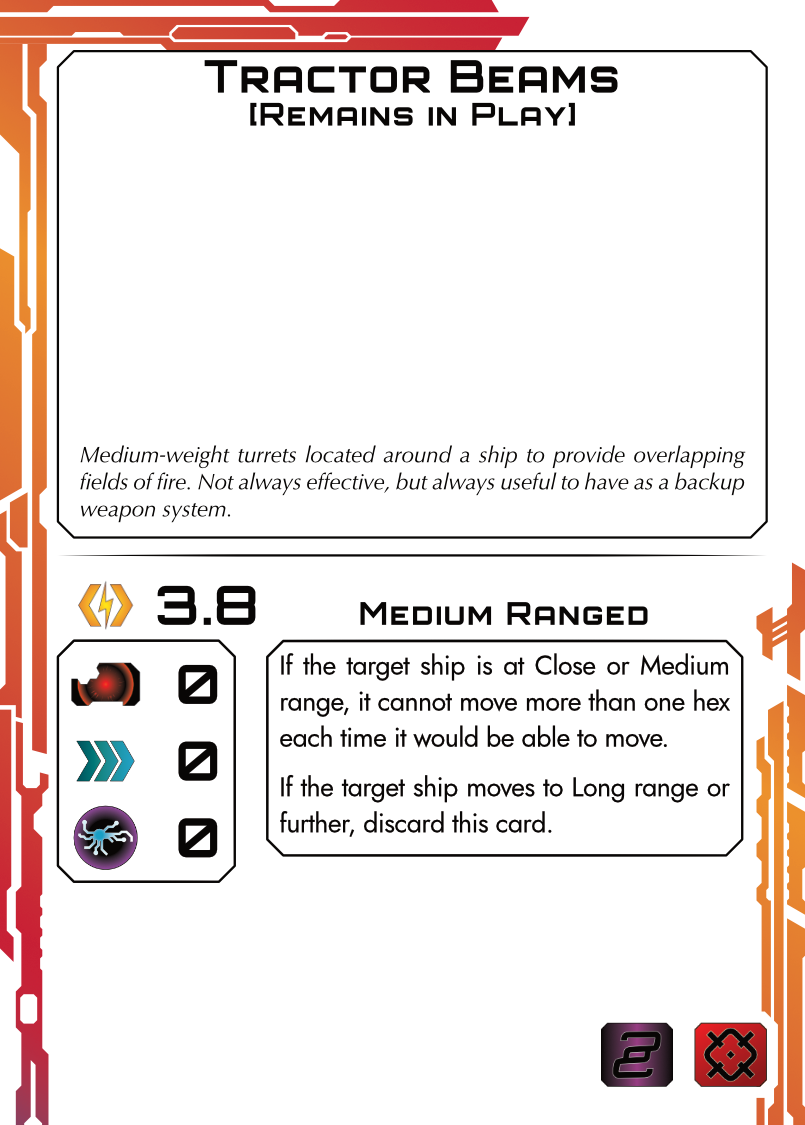 Tractor Beams
[Remains in Play]
Medium-weight turrets located around a ship to provide overlapping
fields of fire. Not always effective, but always useful to have as a backup
weapon system.
3.8
Medium Ranged
0
0
0
If the target ship is at Close or Medium
range, it cannot move more than one hex
each time it would be able to move.
If the target ship moves to Long range or
further, discard this card.